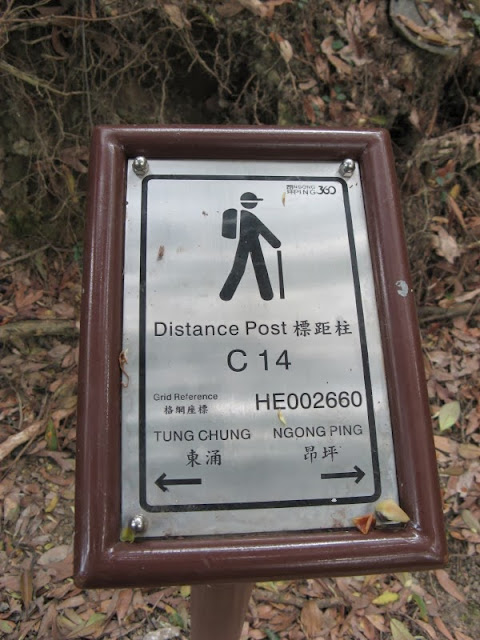 NGONG PING 360
Distance Post 標距柱
C 14
Grid Reference HE002660
格網座標
TUNG CHUNG NGONG PING
東涌 昂坪